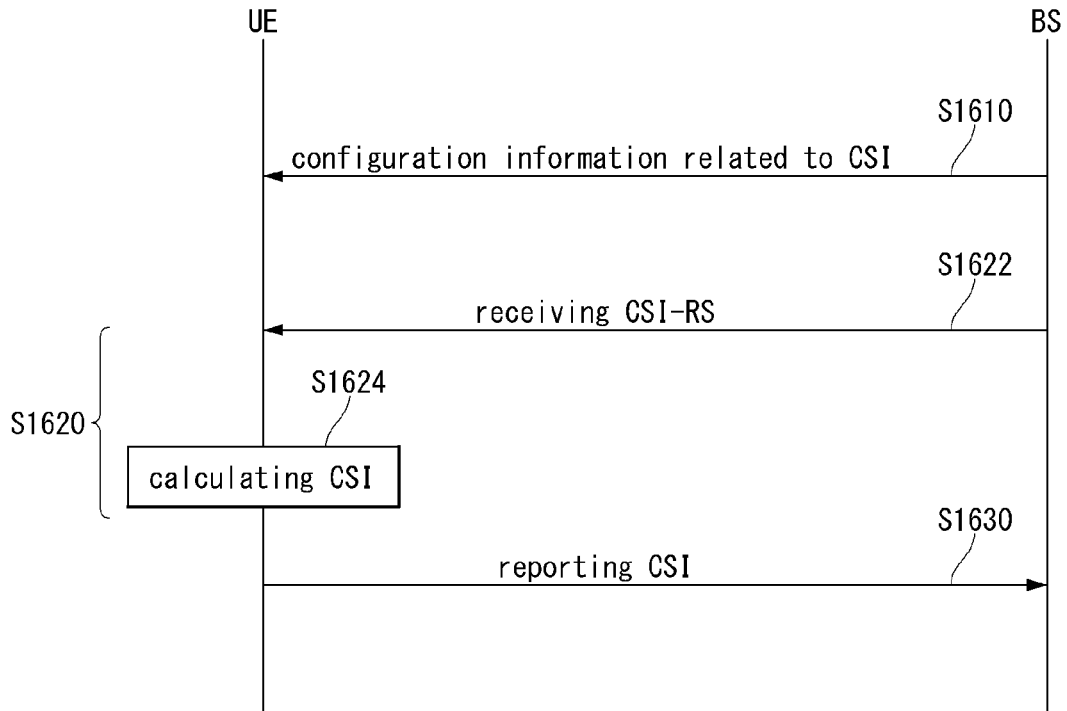 UE
BS
S1610
configuration information related to CSI
S1622
receiving CSI-RS
S1624
S1620
calculating CSI
S1630
reporting CSI